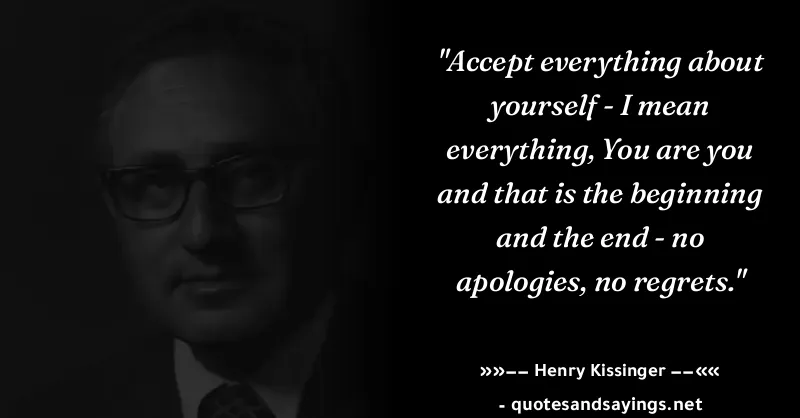 "Accept everything about
yourself - I mean
everything, You are you
and that is the beginning
and the end - no
apologies, no regrets."
»»−− Henry Kissinger −−««
- quotesandsayings.net